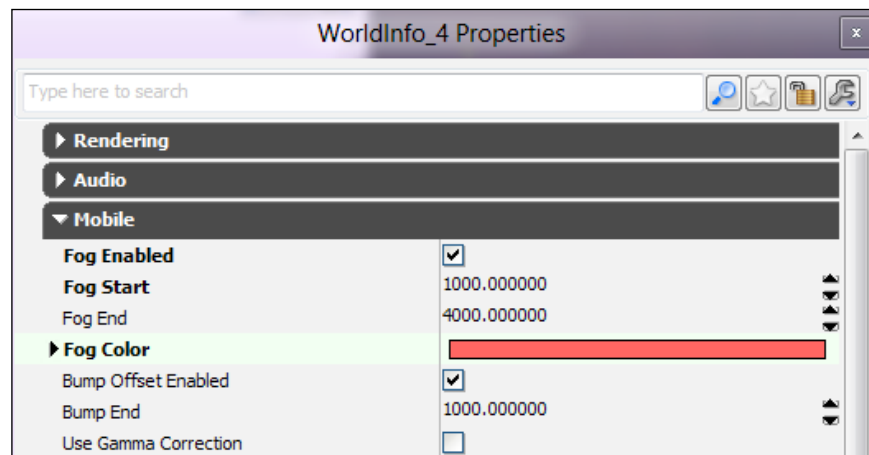 WorldInfo_4 Properties
x
Type here to search
Rendering
Audio
Mobile
Fog Enabled
Fog Start 1000.000000
Fog End 4000.000000
Fog Color
Bump Offset Enabled
Bump End 1000.000000
Use Gamma Correction